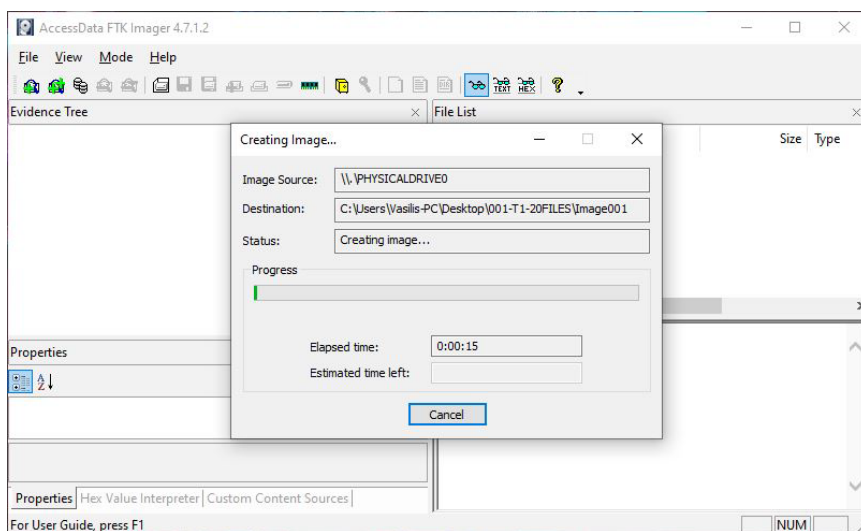 AccessData FTK Imager 4.7.1.2
File View Mode Help
TEXT HEX
Evidence Tree
File List
Size Type
Creating Image...
Image Source: \\.\PHYSICALDRIVE0
Destination: C:\Users\Vasilis-PC\Desktop\001-T1-20FILES\Image001
Status: Creating image...
Progress
Elapsed time: 0:00:15
Estimated time left:
Cancel
Properties
Properties Hex Value Interpreter Custom Content Sources
For User Guide, press F1
NUM